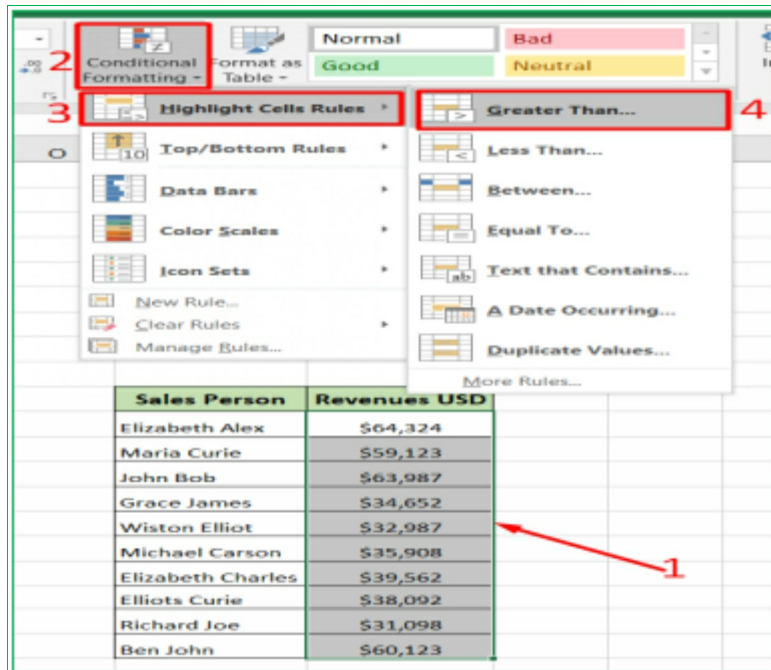 Normal Bad
2 Conditional Formatting Format as Table Good Neutral
3 Highlight Cells Rules Greater Than... 4
O Top/Bottom Rules Less Than...
Data Bars Between...
Color Scales Equal To...
Icon Sets Text that Contains...
New Rule... A Date Occurring...
Clear Rules
Manage Rules... Duplicate Values...
More Rules...
Sales Person Revenues USD
Elizabeth Alex $64,324
Maria Curie $59,123
John Bob $63,987
Grace James $34,652
Wiston Elliot $32,987
Michael Carson $35,908
1
Elizabeth Charles $39,562
Elliots Curie $38,092
Richard Joe $31,098
Ben John $60,123